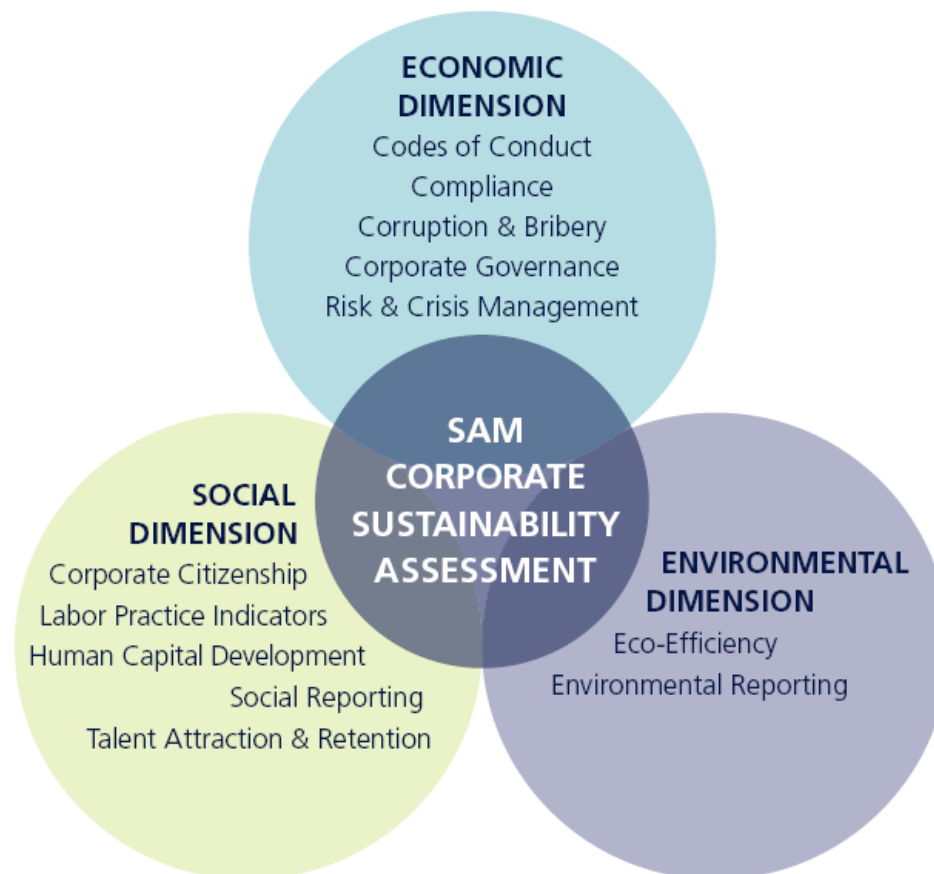 ECONOMIC
DIMENSION
Codes of Conduct
Compliance
Corruption & Bribery
Corporate Governance
Risk & Crisis Management
SAM
CORPORATE
SUSTAINABILITY
ASSESSMENT
SOCIAL
DIMENSION
Corporate Citizenship
Labor Practice Indicators
Human Capital Development
Social Reporting
Talent Attraction & Retention
ENVIRONMENTAL
DIMENSION
Eco-Efficiency
Environmental Reporting